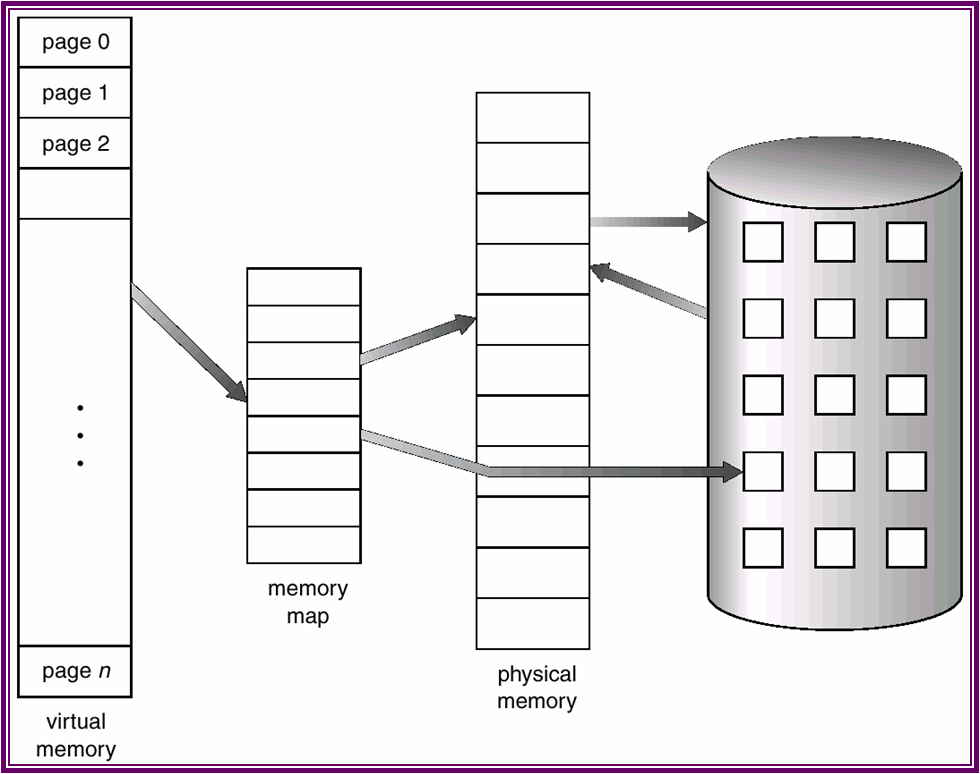 page 0
page 1
page 2
page n
virtual
memory
memory
map
physical
memory